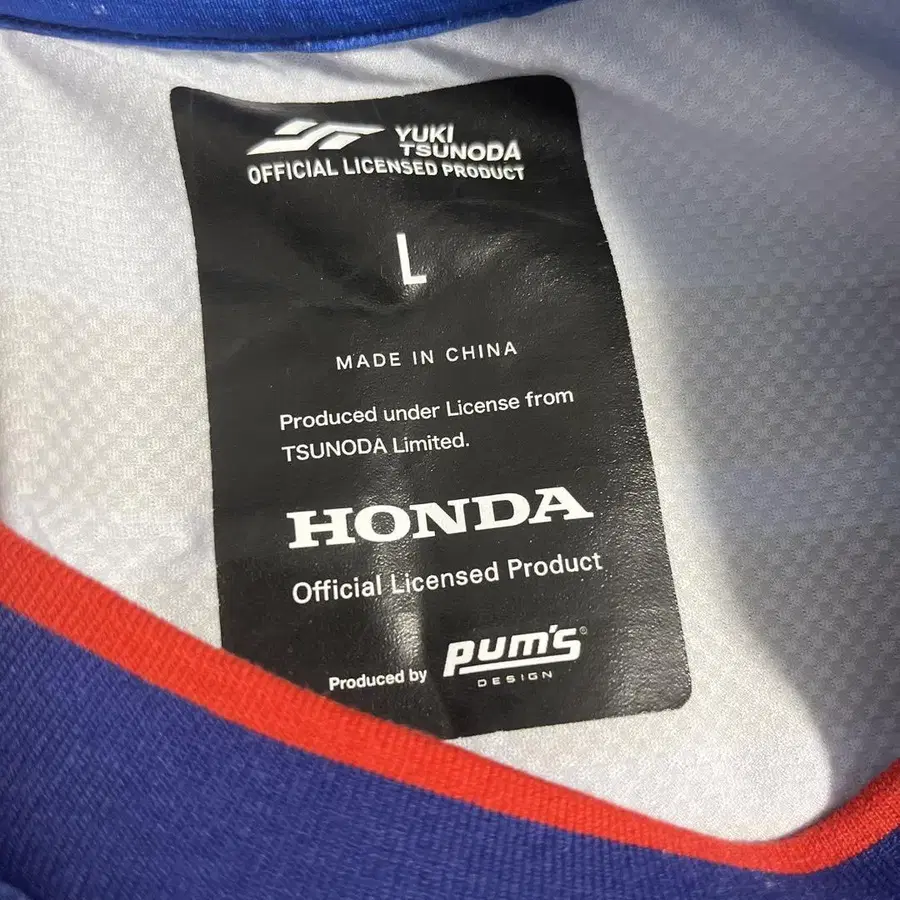 YUKI
TSUNODA
OFFICIAL LICENSED PRODUCT
L
MADE IN CHINA
Produced under License from
TSUNODA Limited.
HONDA
Official Licensed Product
Produced by pum's®
DESIGN